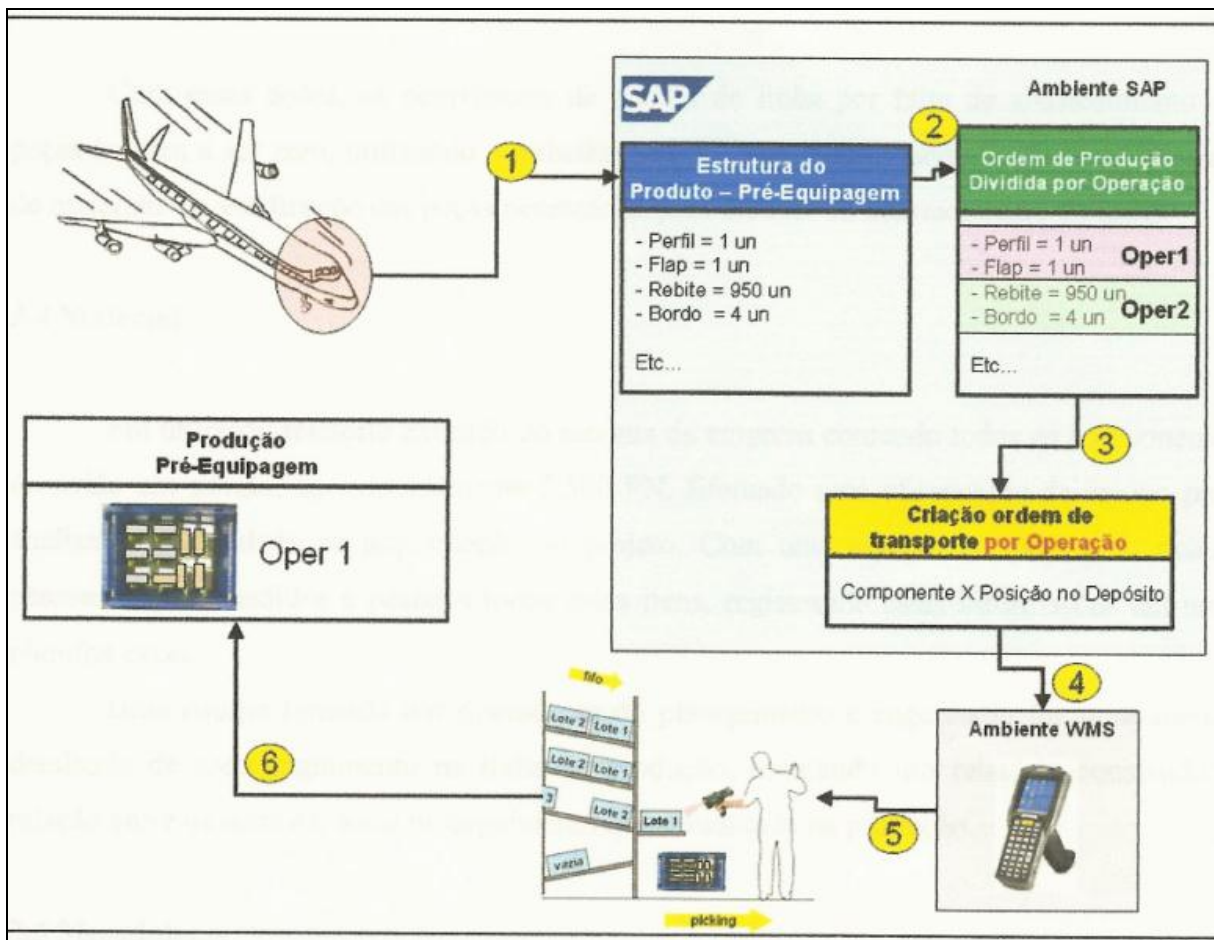 SAP
Ambiente SAP
1
2
Estrutura do
Produto – Pré-Equipagem
- Perfil = 1 un
- Flap = 1 un
- Rebite = 950 un
- Bordo = 4 un
Etc...
Ordem de Produção
Dividida por Operação
- Perfil = 1 un
- Flap = 1 un
Oper1
- Rebite = 950 un
- Bordo = 4 un
Oper2
Etc...
3
Criação ordem de
transporte por Operação
Componente X Posição no Depósito
4
Ambiente WMS
5
fifo
Lote 2 Lote 1
Lote 2 Lote 1
3 Lote 2 Lote 1
vazia
picking
6
Produção
Pré-Equipagem
Oper 1